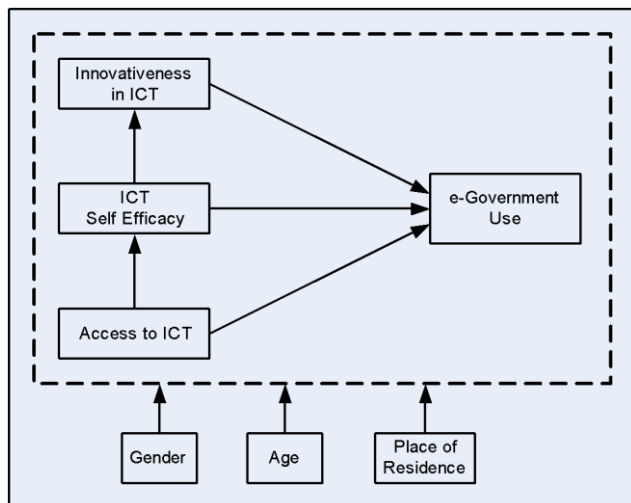 Innovativeness
in ICT
ICT
Self Efficacy
e-Government
Use
Access to ICT
Gender
Age
Place of
Residence